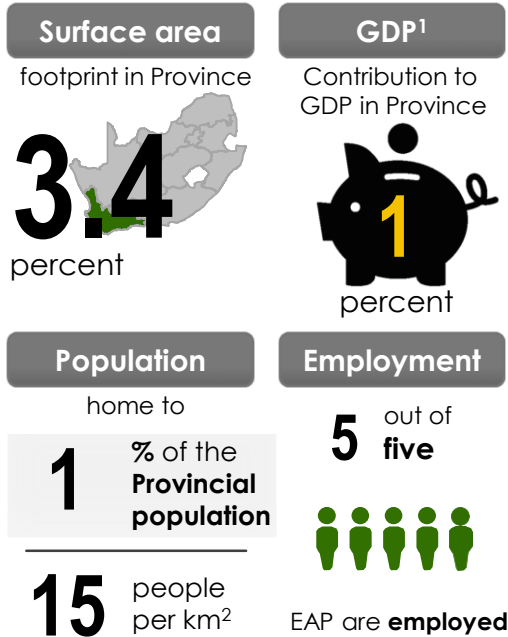 Surface area
footprint in Province
3.4
percent
GDP¹
Contribution to
GDP in Province
1
percent
Population
home to
1
% of the
Provincial
population
15
people
per km²
Employment
5
out of
five
EAP are employed